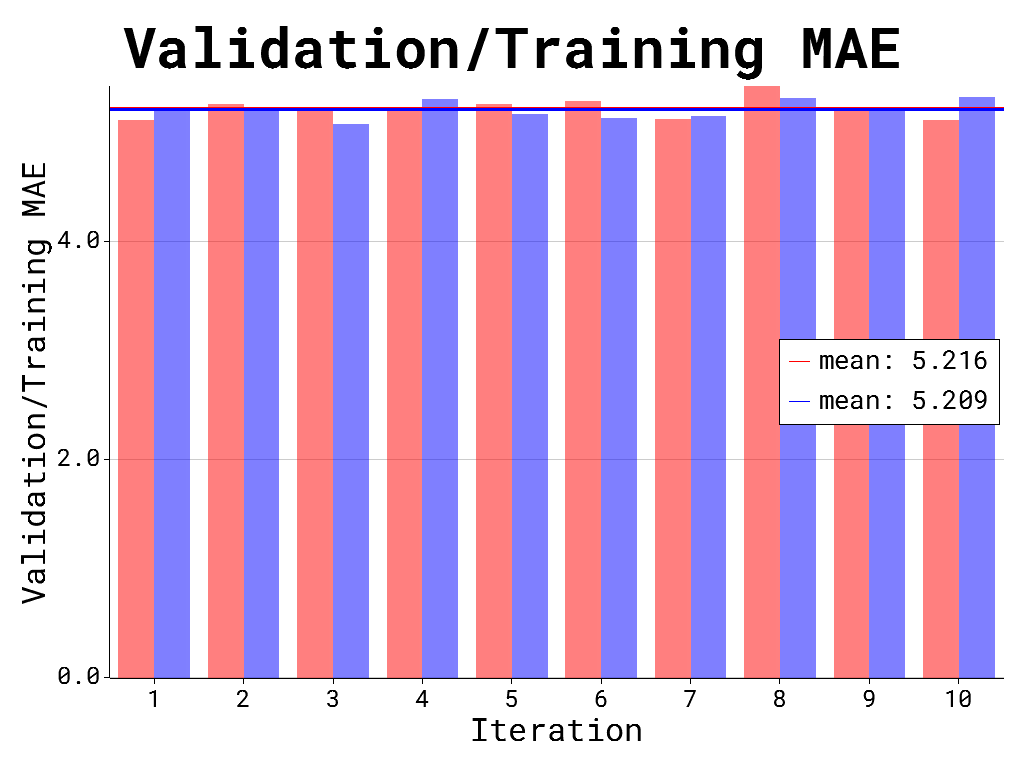 Validation/Training MAE
Validation/Training MAE
4.0
2.0
0.0
mean: 5.216
mean: 5.209
1 2 3 4 5 6 7 8 9 10
Iteration